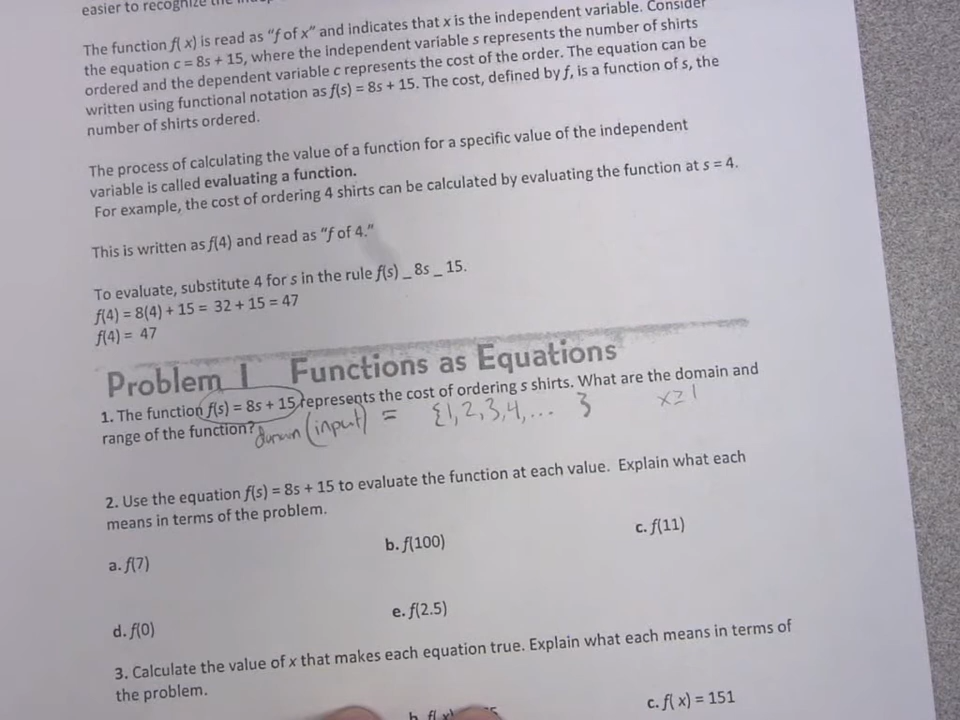 easier to recognize the
The function f( x) is read as "f of x" and indicates that x is the independent variable. Consider
the equation c = 8s + 15, where the independent variable s represents the number of shirts
ordered and the dependent variable c represents the cost of the order. The equation can be
written using functional notation as f(s) = 8s + 15. The cost, defined by f, is a function of s, the
number of shirts ordered.
The process of calculating the value of a function for a specific value of the independent
variable is called evaluating a function.
For example, the cost of ordering 4 shirts can be calculated by evaluating the function at s = 4.
This is written as f(4) and read as "f of 4."
To evaluate, substitute 4 for s in the rule f(s) _ 8s _ 15.
f(4) = 8(4) + 15 = 32 + 15 = 47
f(4) = 47
Problem 1 Functions as Equations
1. The function f(s) = 8s + 15 represents the cost of ordering s shirts. What are the domain and
range of the function?
(input) = {1,2,3,4,... } x≥1
2. Use the equation f(s) = 8s + 15 to evaluate the function at each value. Explain what each
means in terms of the problem.
a. f(7) b. f(100) c. f(11)
d. f(0) e. f(2.5)
3. Calculate the value of x that makes each equation true. Explain what each means in terms of
the problem.
c. f( x) = 151